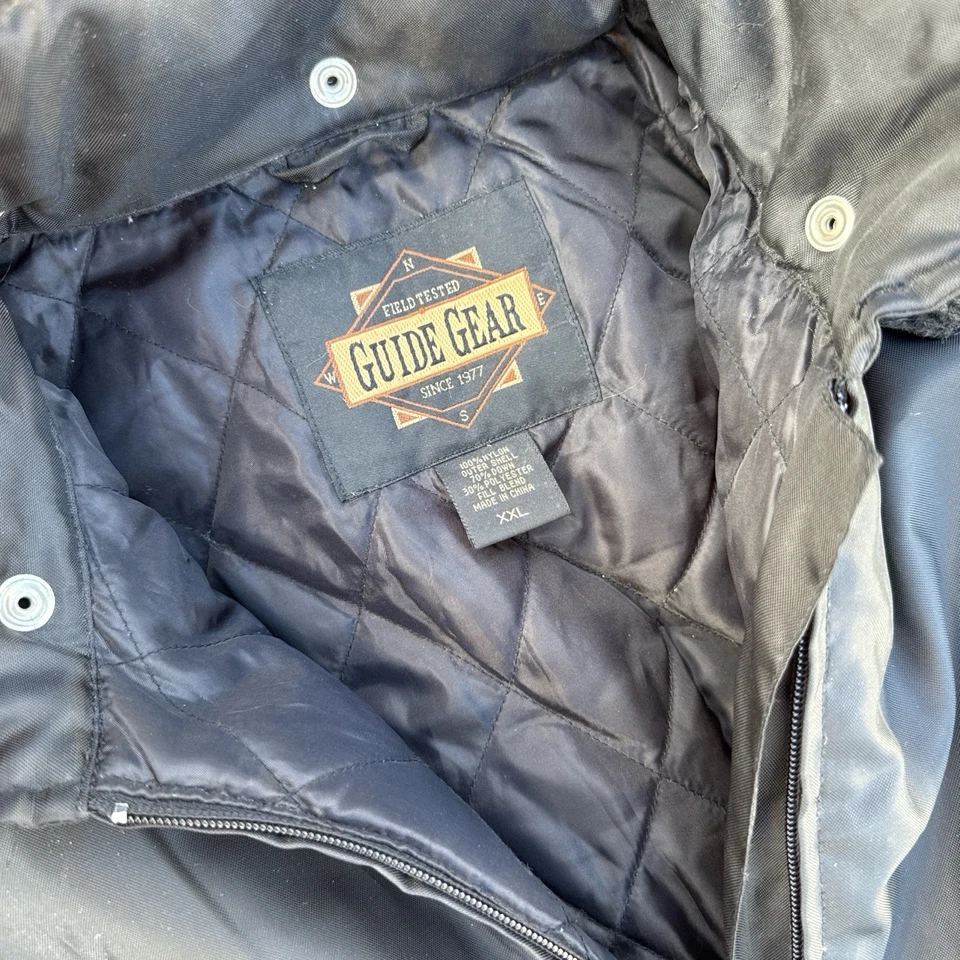 N
FIELD TESTED
E
GUIDE GEAR
W
SINCE 1977
S
100% NYLON
OUTER SHELL
70% DOWN
30% POLYESTER
FILL BLEND
MADE IN CHINA
XXL